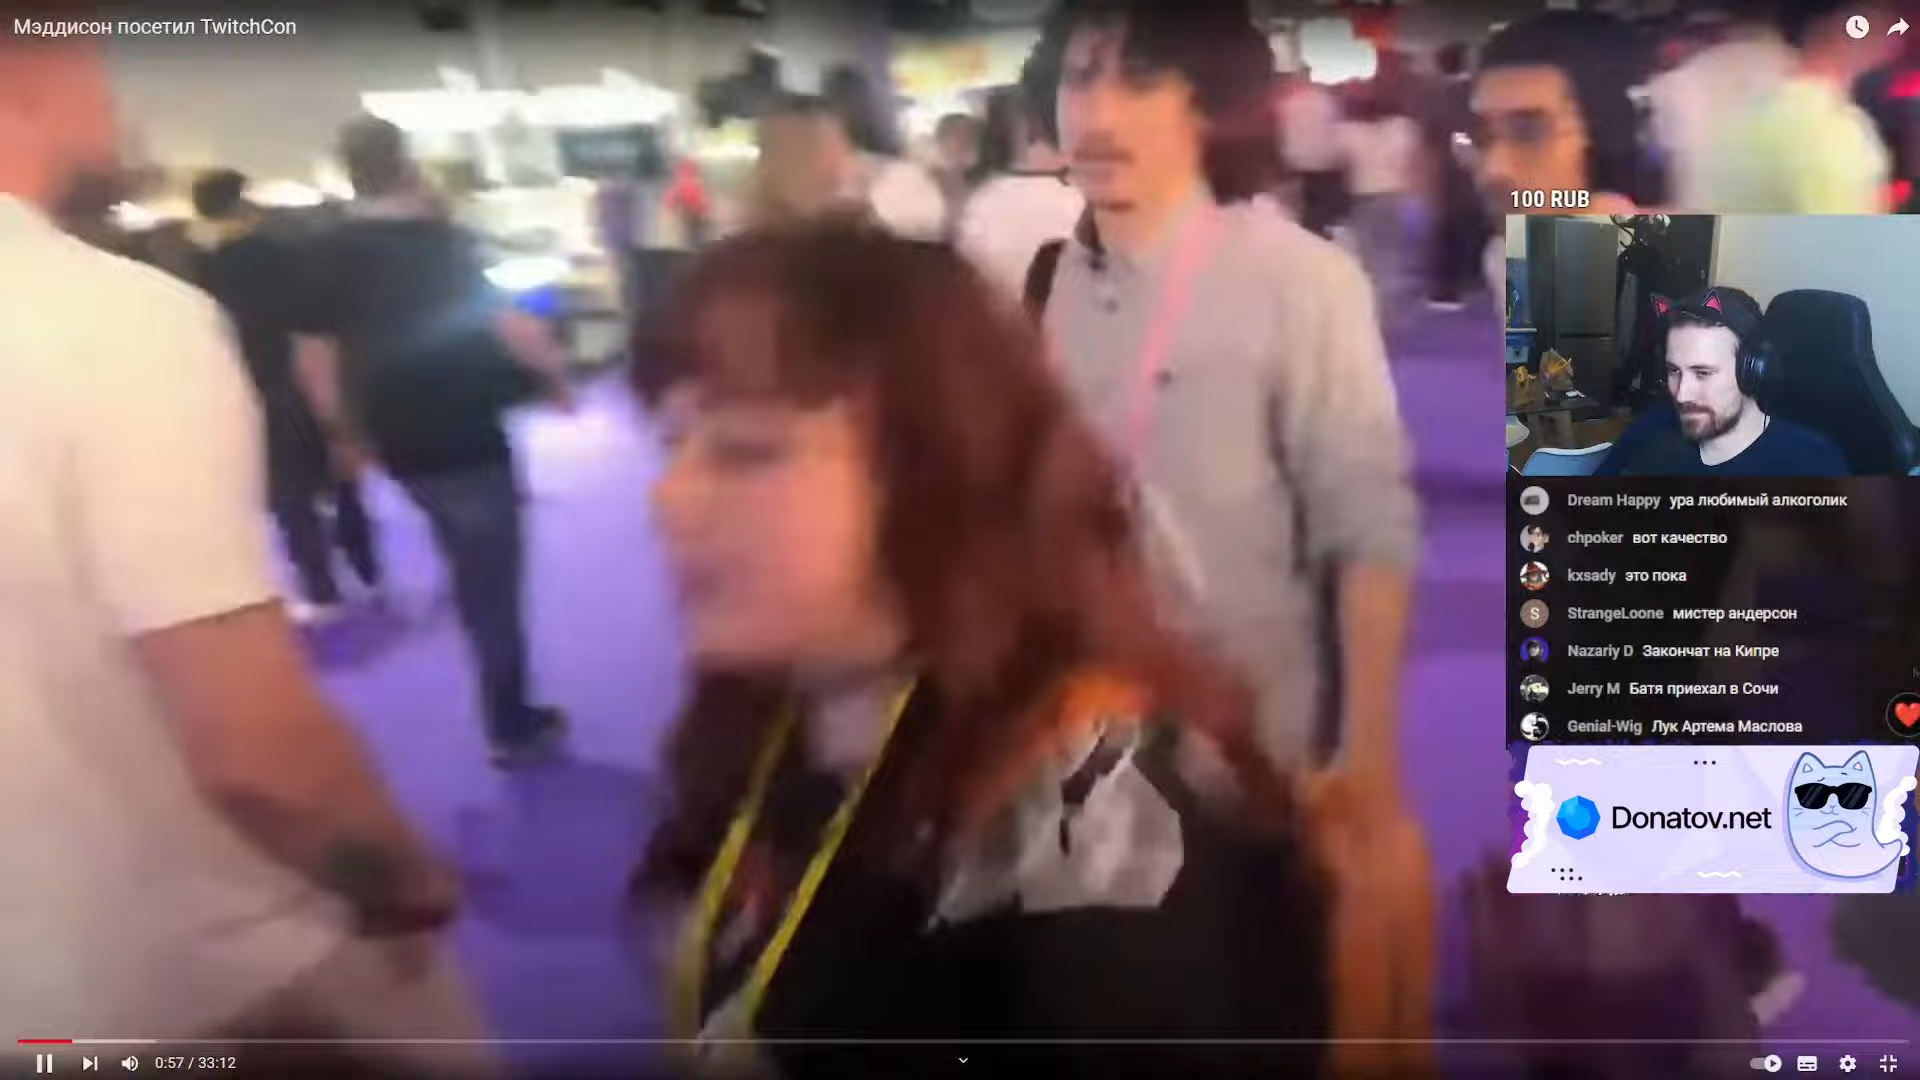 Мэддисон посетил TwitchCon
100 RUB
Dream Happy ура любимый алкоголик
chpoker вот качество
kxsady это пока
S StrangeLoone мистер андерсон
Nazariy D Закончат на Кипре
Jerry M Батя приехал в Сочи
Genial-Wig Лук Артема Маслова
Donatov.net
0:57 / 33:12